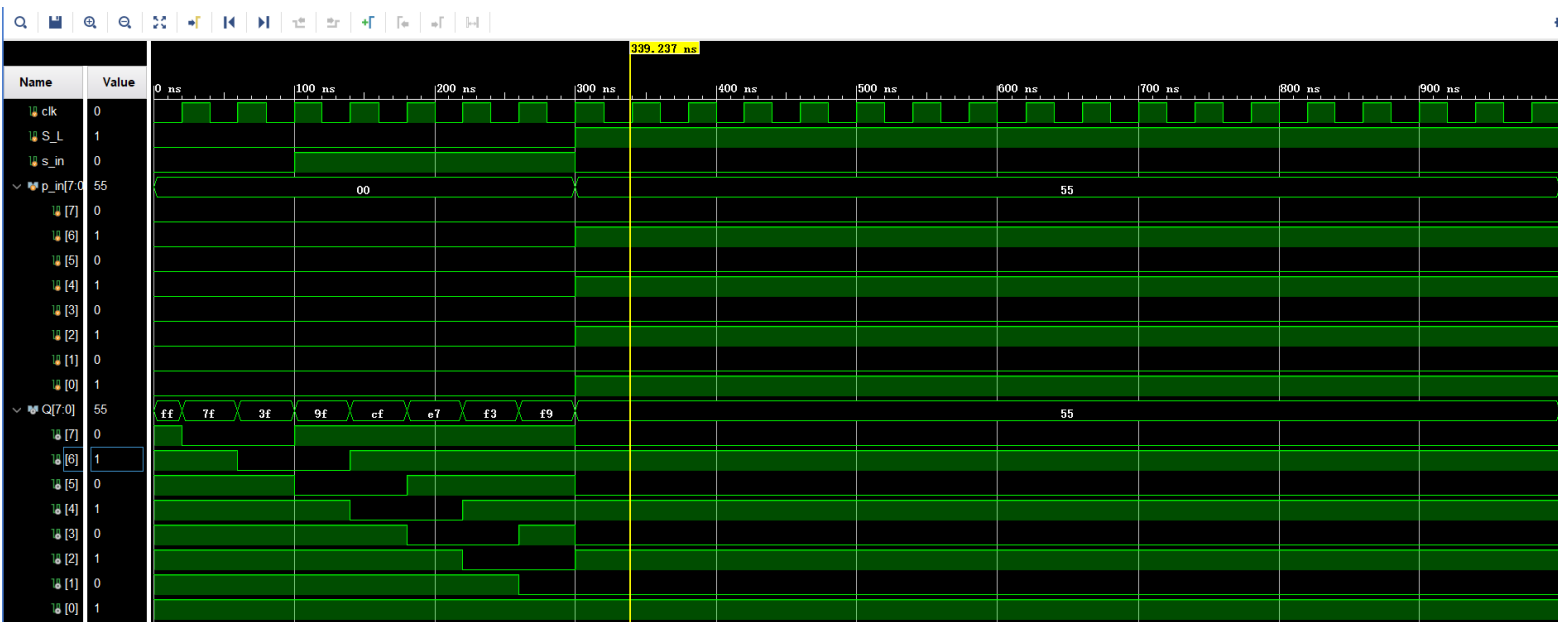 339.237 ns
Name Value 0 ns 100 ns 200 ns 300 ns 400 ns 500 ns 600 ns 700 ns 800 ns 900 ns
clk 0
S_L 1
s_in 0
p_in[7:0 55 00 55
[7] 0
[6] 1
[5] 0
[4] 1
[3] 0
[2] 1
[1] 0
[0] 1
Q[7:0] 55 ff 7f 3f 9f cf e7 f3 f9 55
[7] 0
[6] 1
[5] 0
[4] 1
[3] 0
[2] 1
[1] 0
[0] 1